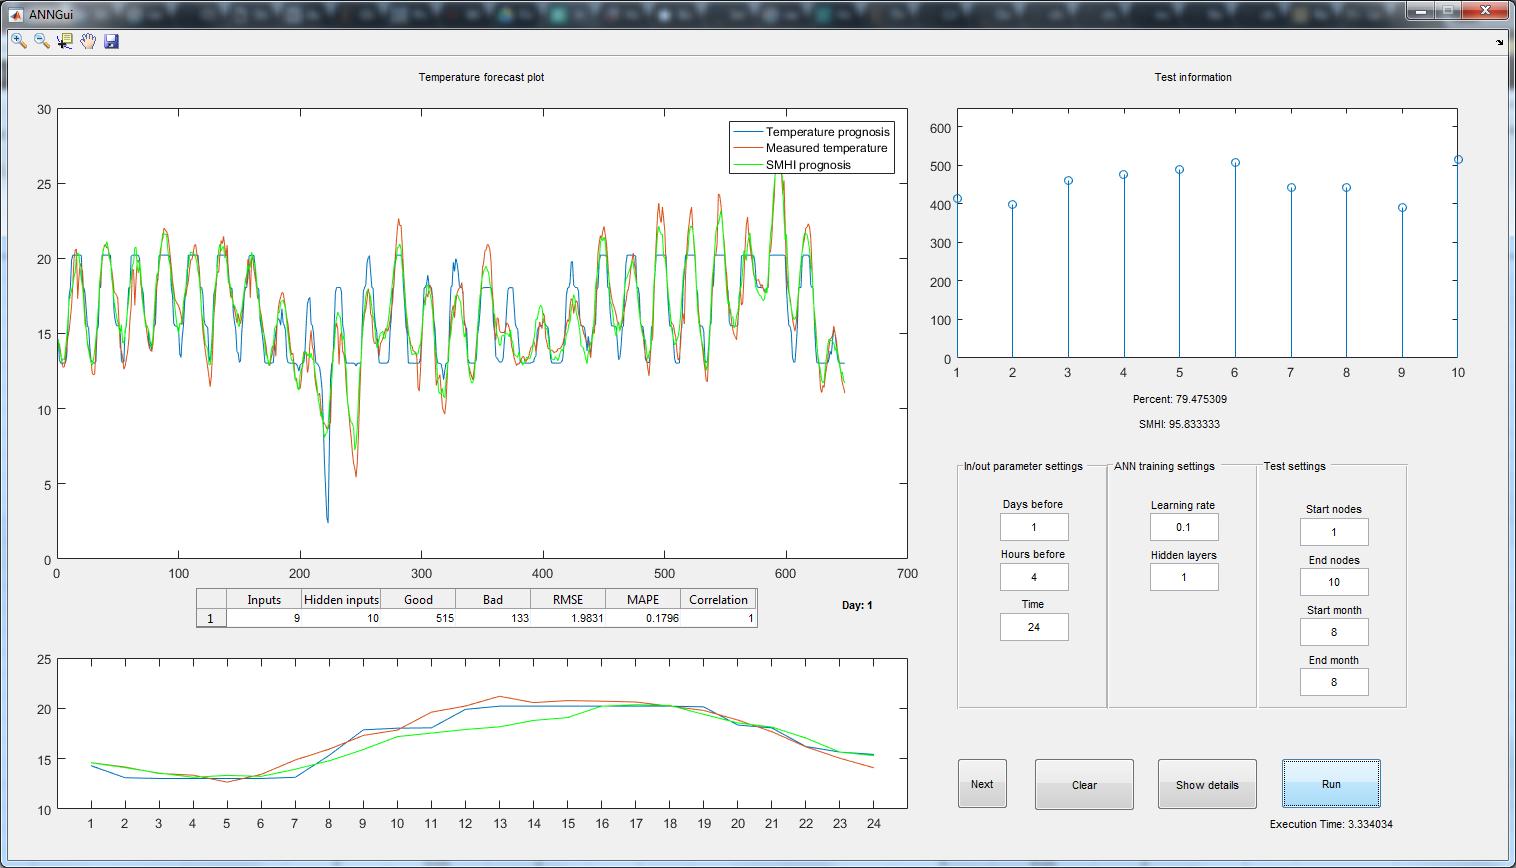 ANNGui
Temperature forecast plot
30
25
20
15
10
5
0
0 100 200 300 400 500 600 700
Temperature prognosis
Measured temperature
SMHI prognosis
Inputs Hidden inputs Good Bad RMSE MAPE Correlation
1 9 10 515 133 1.9831 0.1796 1
Day: 1
25
20
15
10
1 2 3 4 5 6 7 8 9 10 11 12 13 14 15 16 17 18 19 20 21 22 23 24
Test information
600
500
400
300
200
100
0
1 2 3 4 5 6 7 8 9 10
Percent: 79.475309
SMHI: 95.833333
In/out parameter settings
Days before
1
Hours before
4
Time
24
ANN training settings
Learning rate
0.1
Hidden layers
1
Test settings
Start nodes
1
End nodes
10
Start month
8
End month
8
Next Clear Show details Run
Execution Time: 3.334034